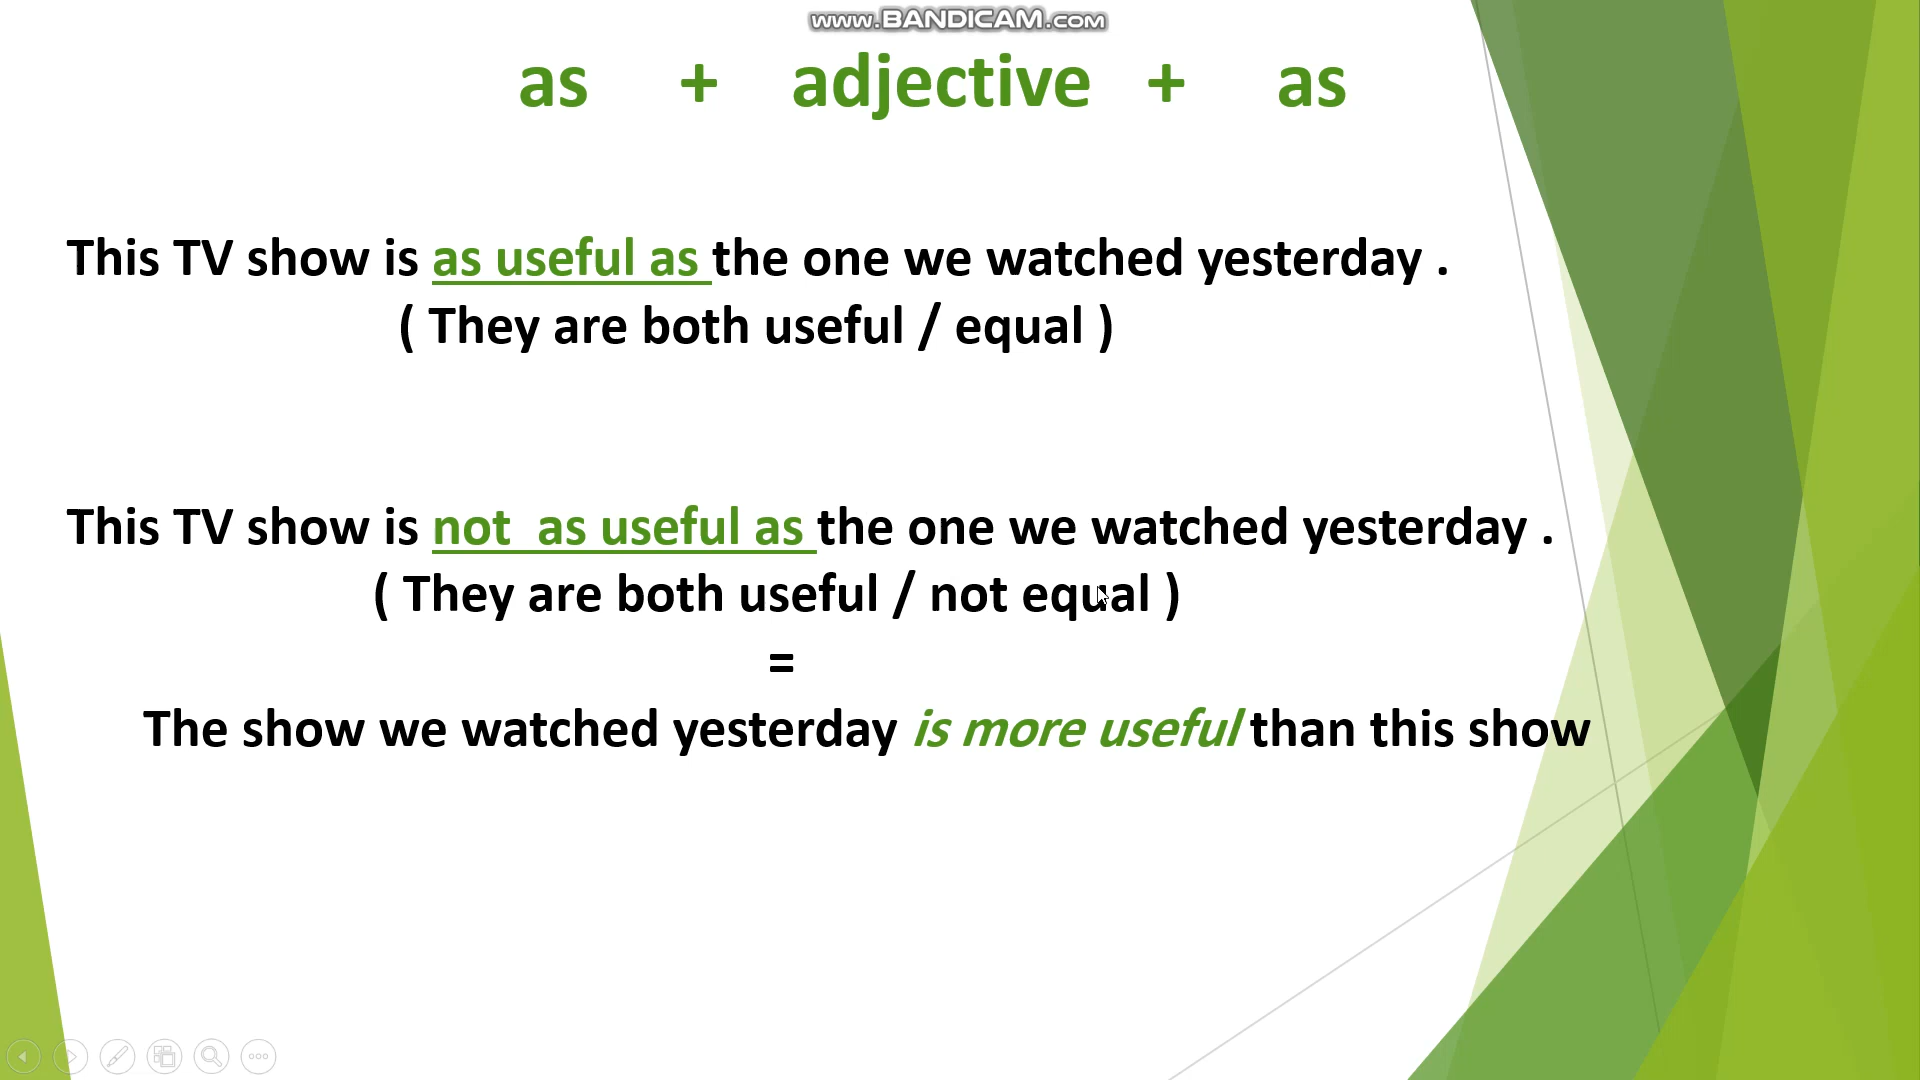 www.BANDICAM.com
as + adjective + as
This TV show is as useful as the one we watched yesterday .
( They are both useful / equal )
This TV show is not as useful as the one we watched yesterday .
( They are both useful / not equal )
=
The show we watched yesterday is more useful than this show